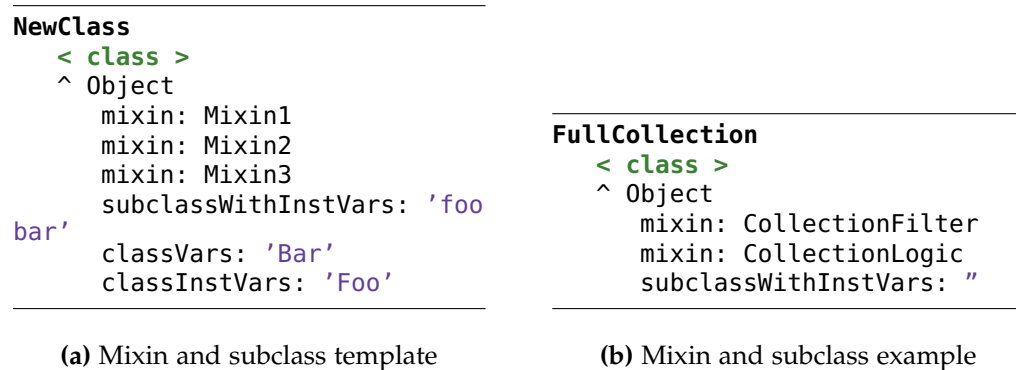 NewClass
< class >
^ Object
mixin: Mixin1
mixin: Mixin2
mixin: Mixin3
subclassWithInstVars: ’foo
bar’
classVars: ’Bar’
classInstVars: ’Foo’
(a) Mixin and subclass template
FullCollection
< class >
^ Object
mixin: CollectionFilter
mixin: CollectionLogic
subclassWithInstVars: ”
(b) Mixin and subclass example